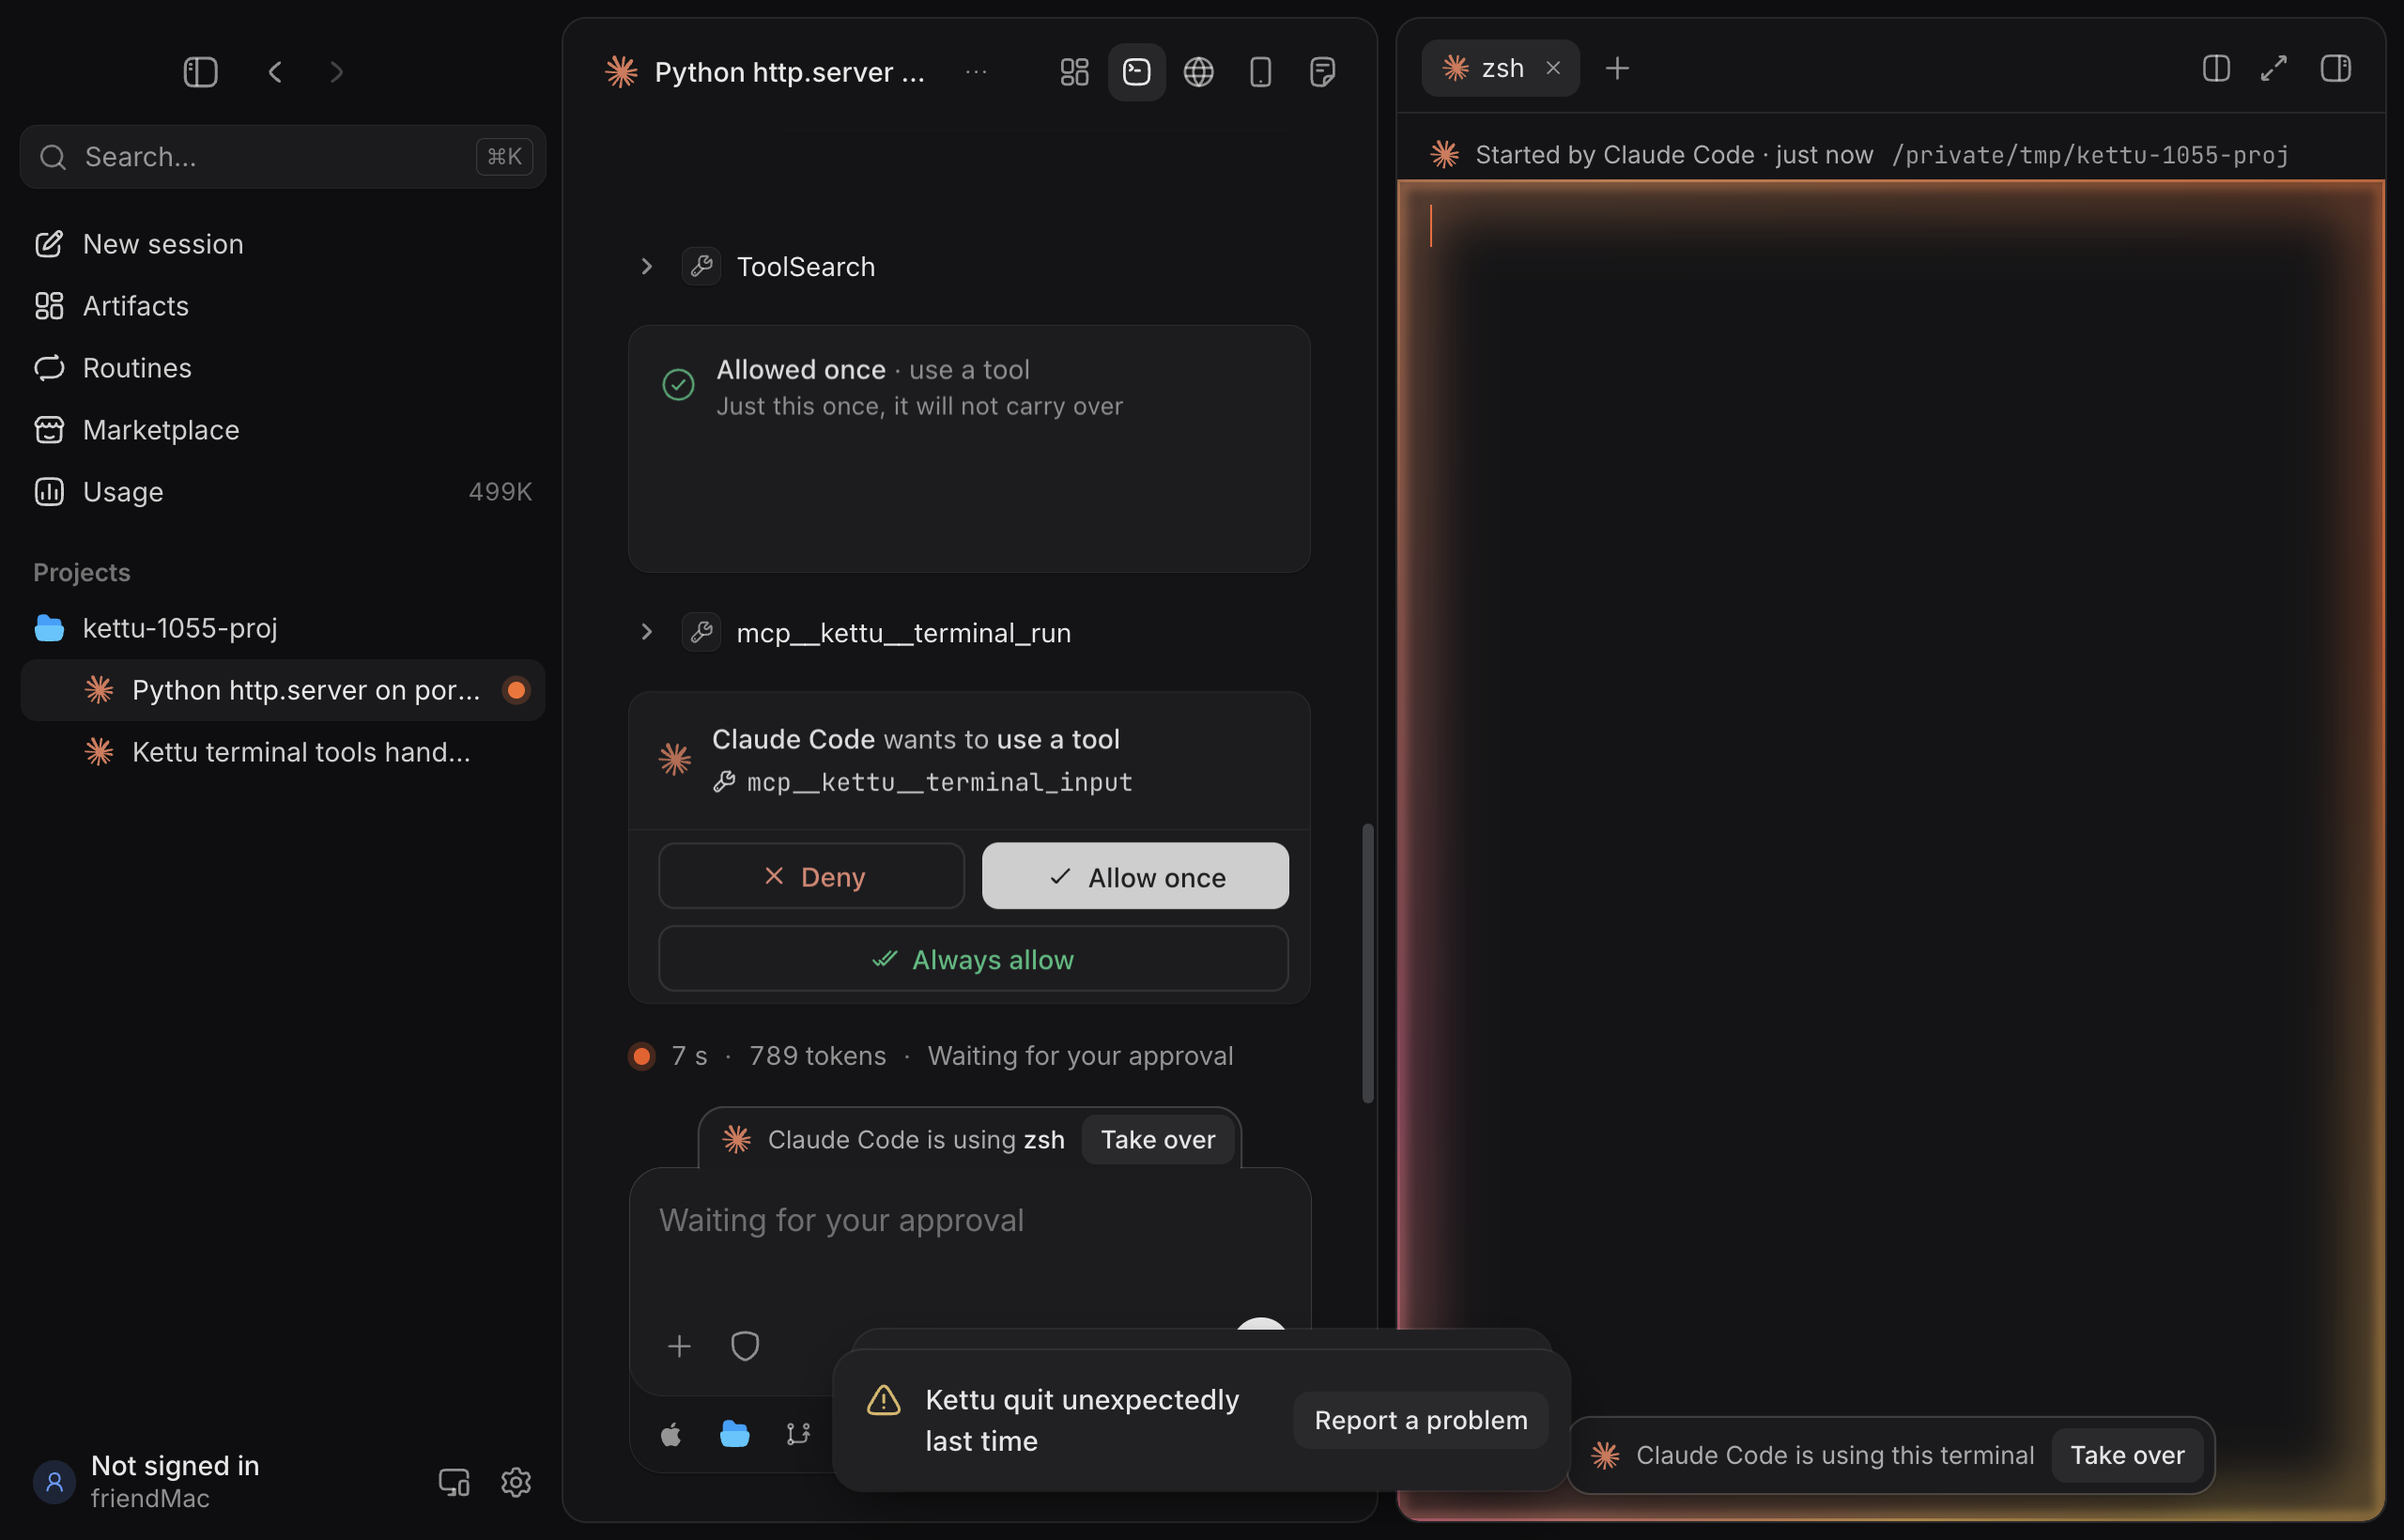 Search...
⌘K
New session
Artifacts
Routines
Marketplace
Usage
499K
Projects
kettu-1055-proj
Python http.server on por...
Kettu terminal tools hand...
Not signed in
friendMac
Python http.server ...
ToolSearch
Allowed once · use a tool
Just this once, it will not carry over
mcp__kettu__terminal_run
Claude Code wants to use a tool
mcp__kettu__terminal_input
Deny
Allow once
Always allow
7 s · 789 tokens · Waiting for your approval
Claude Code is using zsh
Take over
Waiting for your approval
Kettu quit unexpectedly
last time
Report a problem
zsh
Started by Claude Code · just now /private/tmp/kettu-1055-proj
Claude Code is using this terminal
Take over